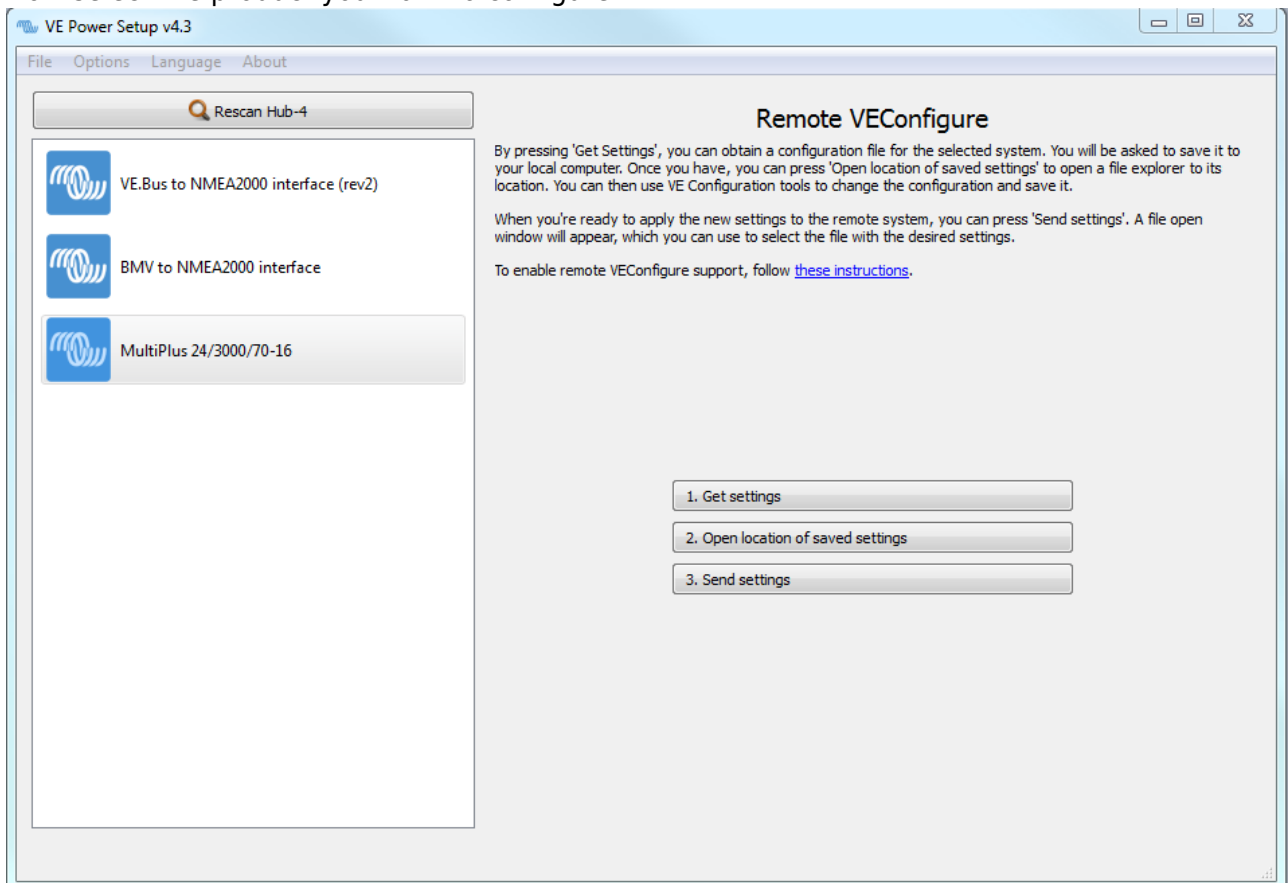 VE Power Setup v4.3
File Options Language About
Rescan Hub-4
VE.Bus to NMEA2000 interface (rev2)
BMV to NMEA2000 interface
MultiPlus 24/3000/70-16
Remote VEConfigure
By pressing 'Get Settings', you can obtain a configuration file for the selected system. You will be asked to save it to
your local computer. Once you have, you can press 'Open location of saved settings' to open a file explorer to its
location. You can then use VE Configuration tools to change the configuration and save it.
When you're ready to apply the new settings to the remote system, you can press 'Send settings'. A file open
window will appear, which you can use to select the file with the desired settings.
To enable remote VEConfigure support, follow these instructions.
1. Get settings
2. Open location of saved settings
3. Send settings